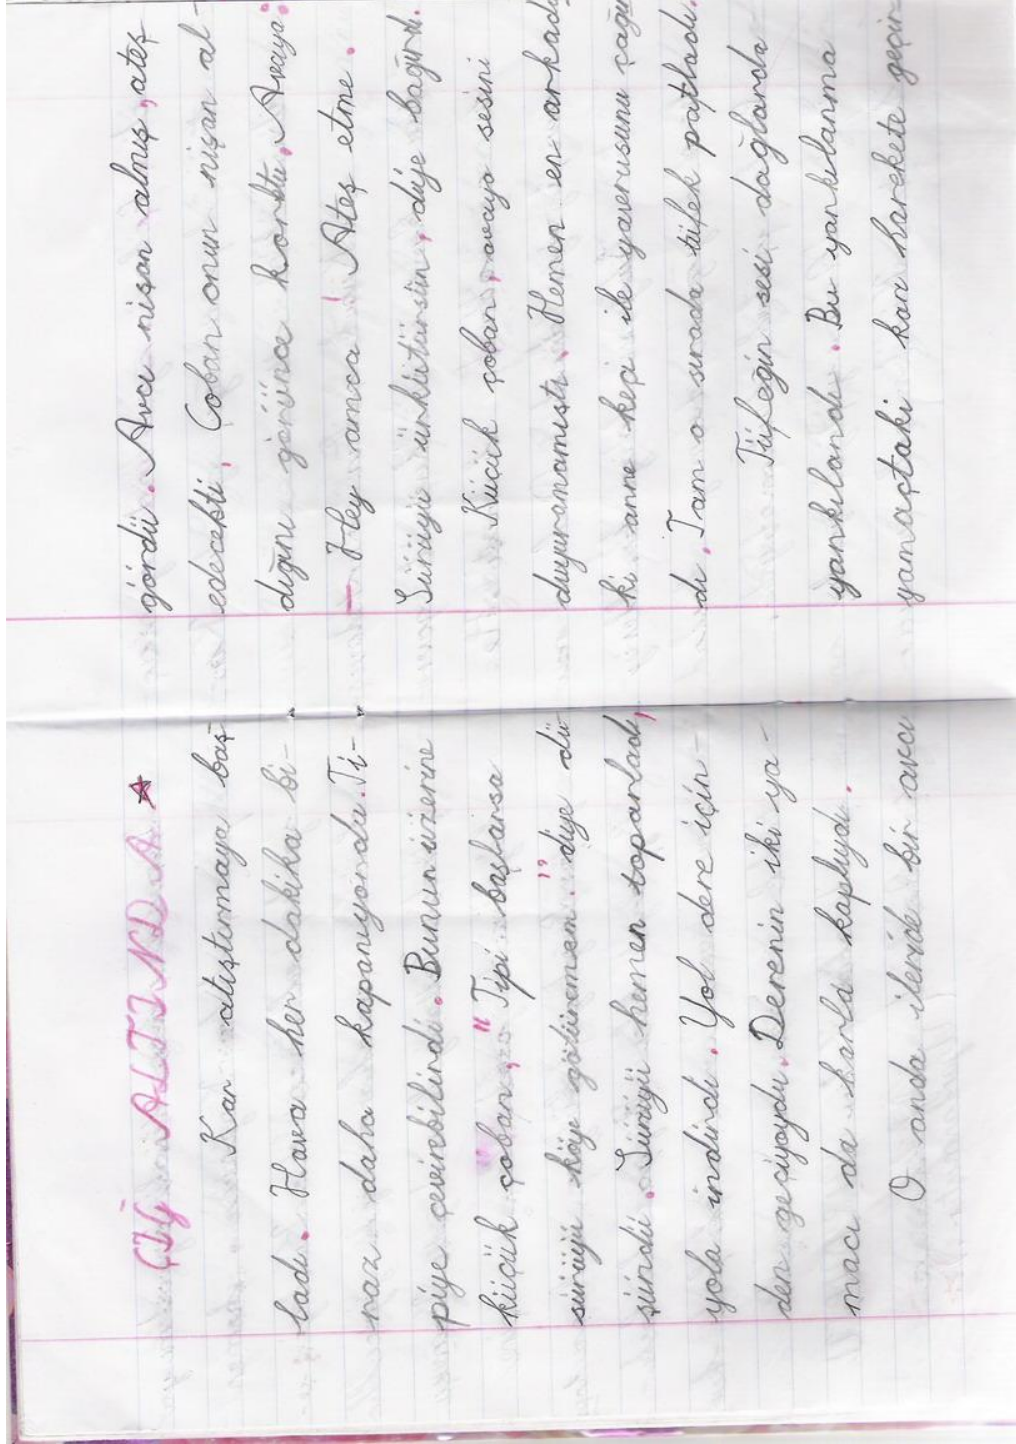 ÇIĞ ALTINDA
Kar atıştırmaya baş-
ladı. Hava her dakika bi-
raz daha kapanıyordu. Ti-
piye çevirebilirdi. Bunun üzerine
küçük çoban, "Tipi başlarsa
sürüyü köye götüremem." diye dü-
şündü. Sürüyü hemen toparladı,
yola indirdi. Yol dere için-
den geçiyoydu. Derenin iki ya-
macı da karla kaplıydı.
O anda ileride bir avcı
gördü. Avcı nişan almış, ateş
edecekti. Çoban onun nişan al-
dığını görünce korktu. Avcıya:
— Hey amca! Ateş etme.
Sürüyü ürkütürsün, diye bağırdı.
Küçük çoban, avcıya sesini
duyuramamıştı. Hemen en arkada
ki anne keçi ile yavrusunu çağır
dı. Tam o sırada tüfek patladı.
Tüfeğin sesi dağlarda
yankılandı. Bu yankılanma
yamaçtaki karı harekete geçir-